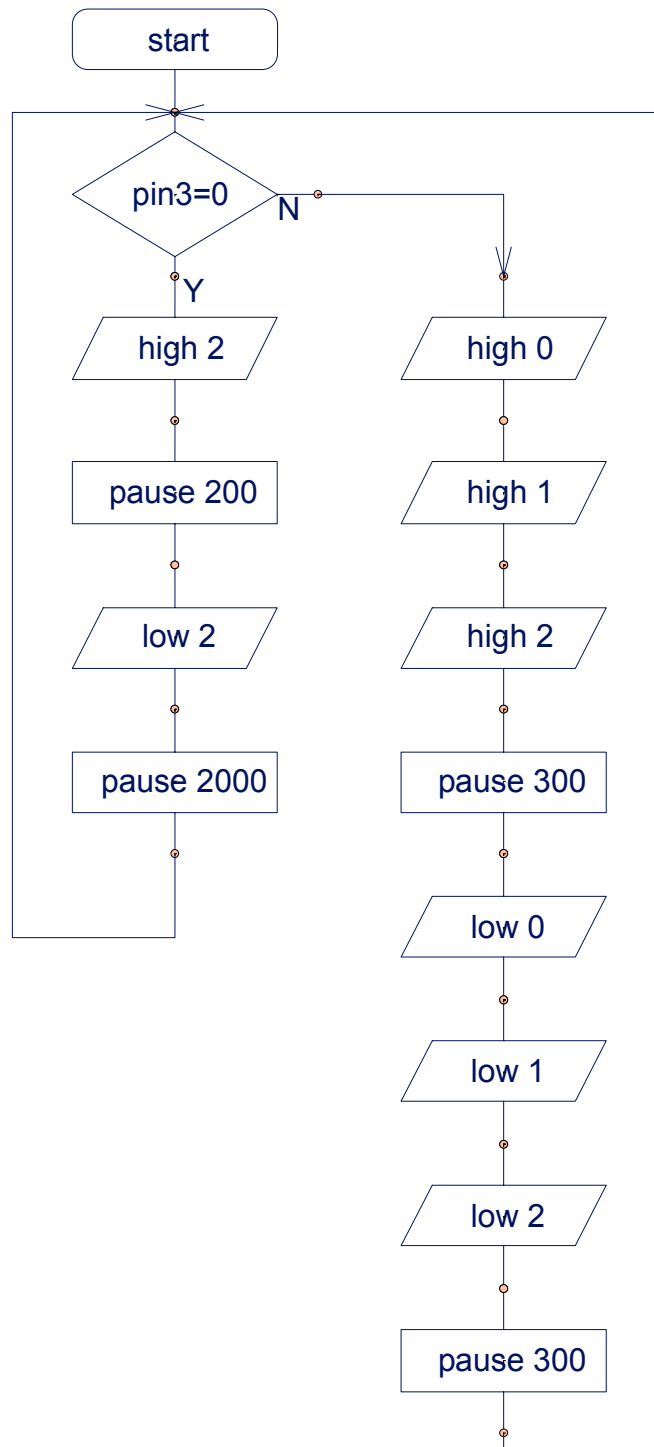 start
pin3=0
N
Y
high 2
pause 200
low 2
pause 2000
high 0
high 1
high 2
pause 300
low 0
low 1
low 2
pause 300